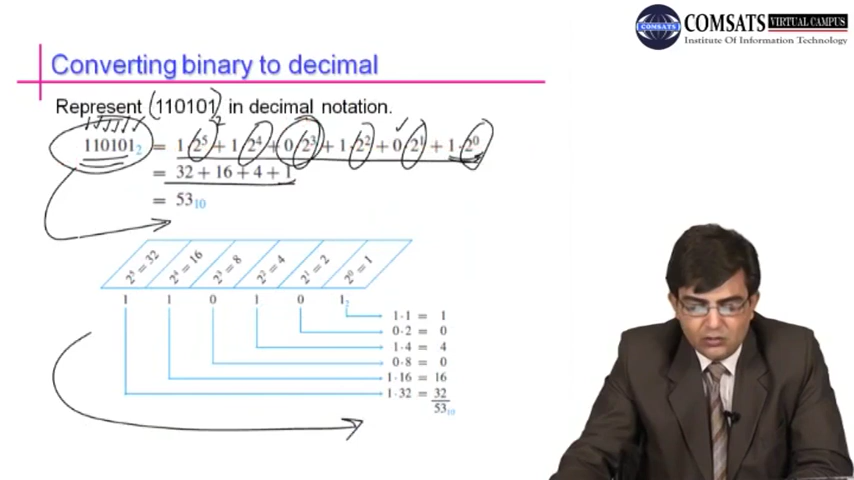 COMSATS VIRTUAL CAMPUS
Institute Of Information Technology
COMSATS
Converting binary to decimal
Represent (110101)₂ in decimal notation.
110101₂ = 1·2⁵ + 1·2⁴ + 0·2³ + 1·2² + 0·2¹ + 1·2⁰
= 32 + 16 + 4 + 1
= 53₁₀
2⁵ = 32 2⁴ = 16 2³ = 8 2² = 4 2¹ = 2 2⁰ = 1
1 1 0 1 0 1₂
1·1 = 1
0·2 = 0
1·4 = 4
0·8 = 0
1·16 = 16
1·32 = 32
53₁₀